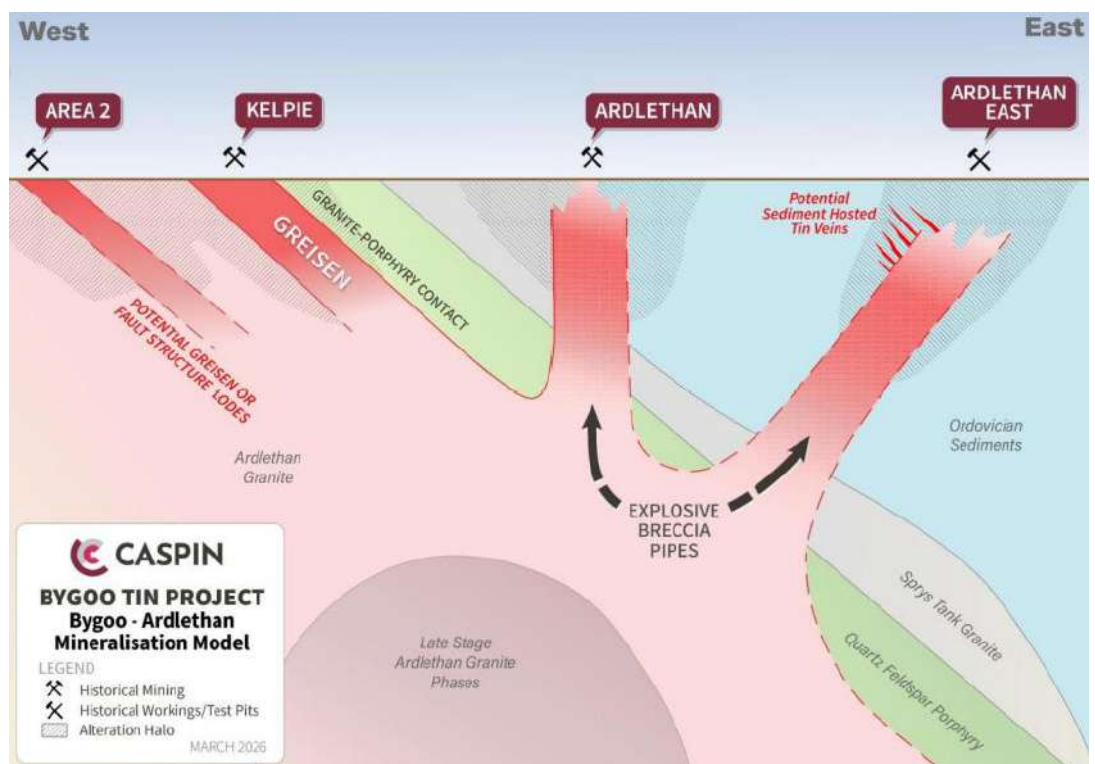 West
East
AREA 2
KELPIE
ARDLETHAN
ARDLETHAN
EAST
GREISEN
GRANITE-PORPHYRY CONTACT
Potential
Sediment Hosted
Tin Veins
POTENTIAL GREISEN OR
FAULT STRUCTURE LODES
Ardlethan
Granite
Ordovician
Sediments
EXPLOSIVE
BRECCIA
PIPES
Late Stage
Ardlethan Granite
Phases
Sprys Tank Granite
Quartz Feldspar Porphyry
CASPIN
BYGOO TIN PROJECT
Bygoo - Ardlethan
Mineralisation Model
LEGEND
Historical Mining
Historical Workings/Test Pits
Alteration Halo
MARCH 2026